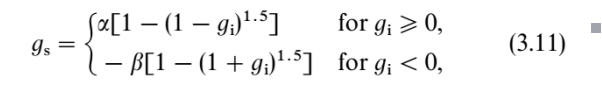 g_s = { α[1 − (1 − g_i)^{1.5}] for g_i ⩾ 0,
− β[1 − (1 + g_i)^{1.5}] for g_i < 0, (3.11)